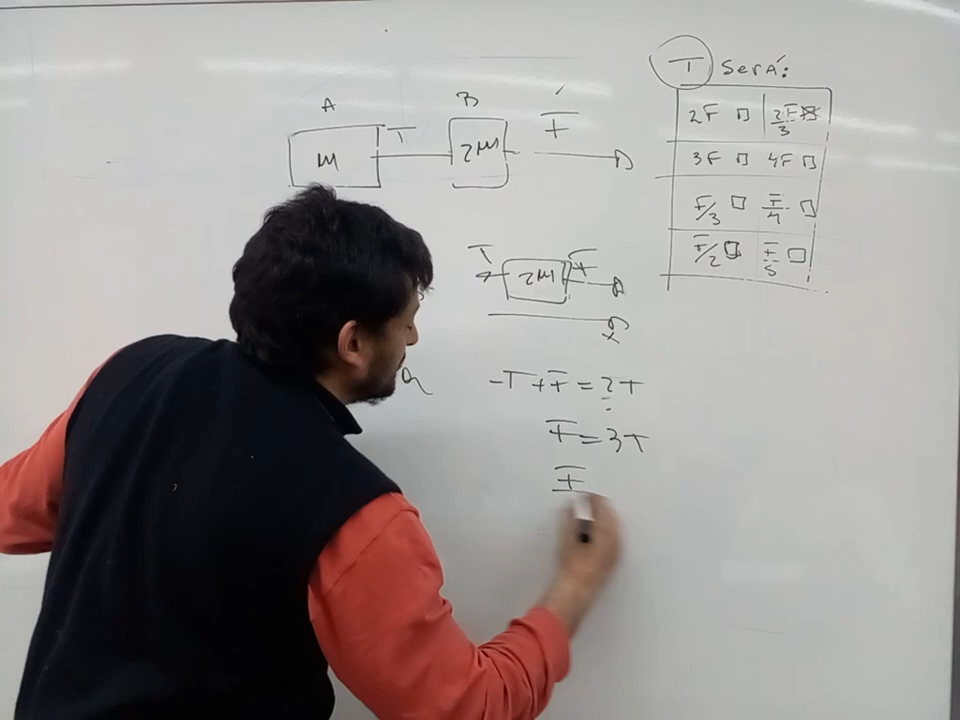 T Será:
A B
M T 2M F
2F □ 2F/3 ☒
3F □ 4F □
F/3 □ F/4 □
F/2 □ F/5 □
T 2M F
x
-T+F=2T
F=3T
F